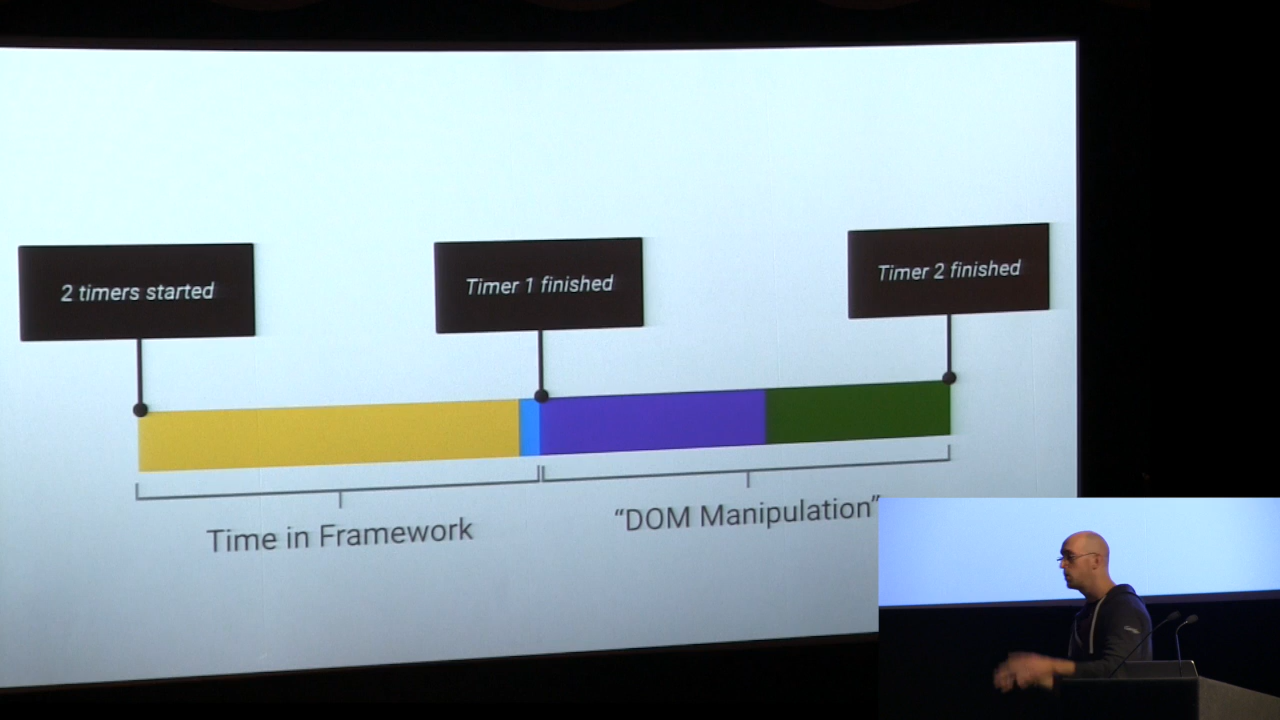 2 timers started
Timer 1 finished
Timer 2 finished
Time in Framework
“DOM Manipulation”